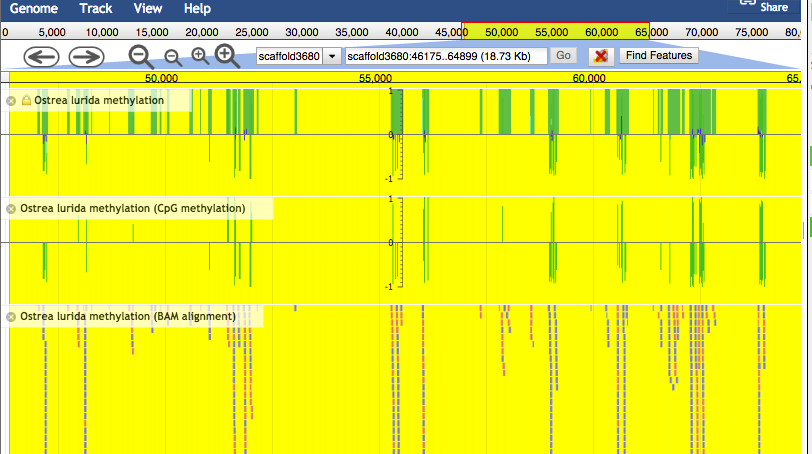 Genome Track View Help Share
0 5,000 10,000 15,000 20,000 25,000 30,000 35,000 40,000 45,000 50,000 55,000 60,000 65,000 70,000 75,000 80,0
scaffold3680 scaffold3680:46175..64899 (18.73 Kb) Go Find Features
50,000 55,000 60,000 65,
Ostrea lurida methylation
1
0
-1
Ostrea lurida methylation (CpG methylation)
1
0
-1
Ostrea lurida methylation (BAM alignment)